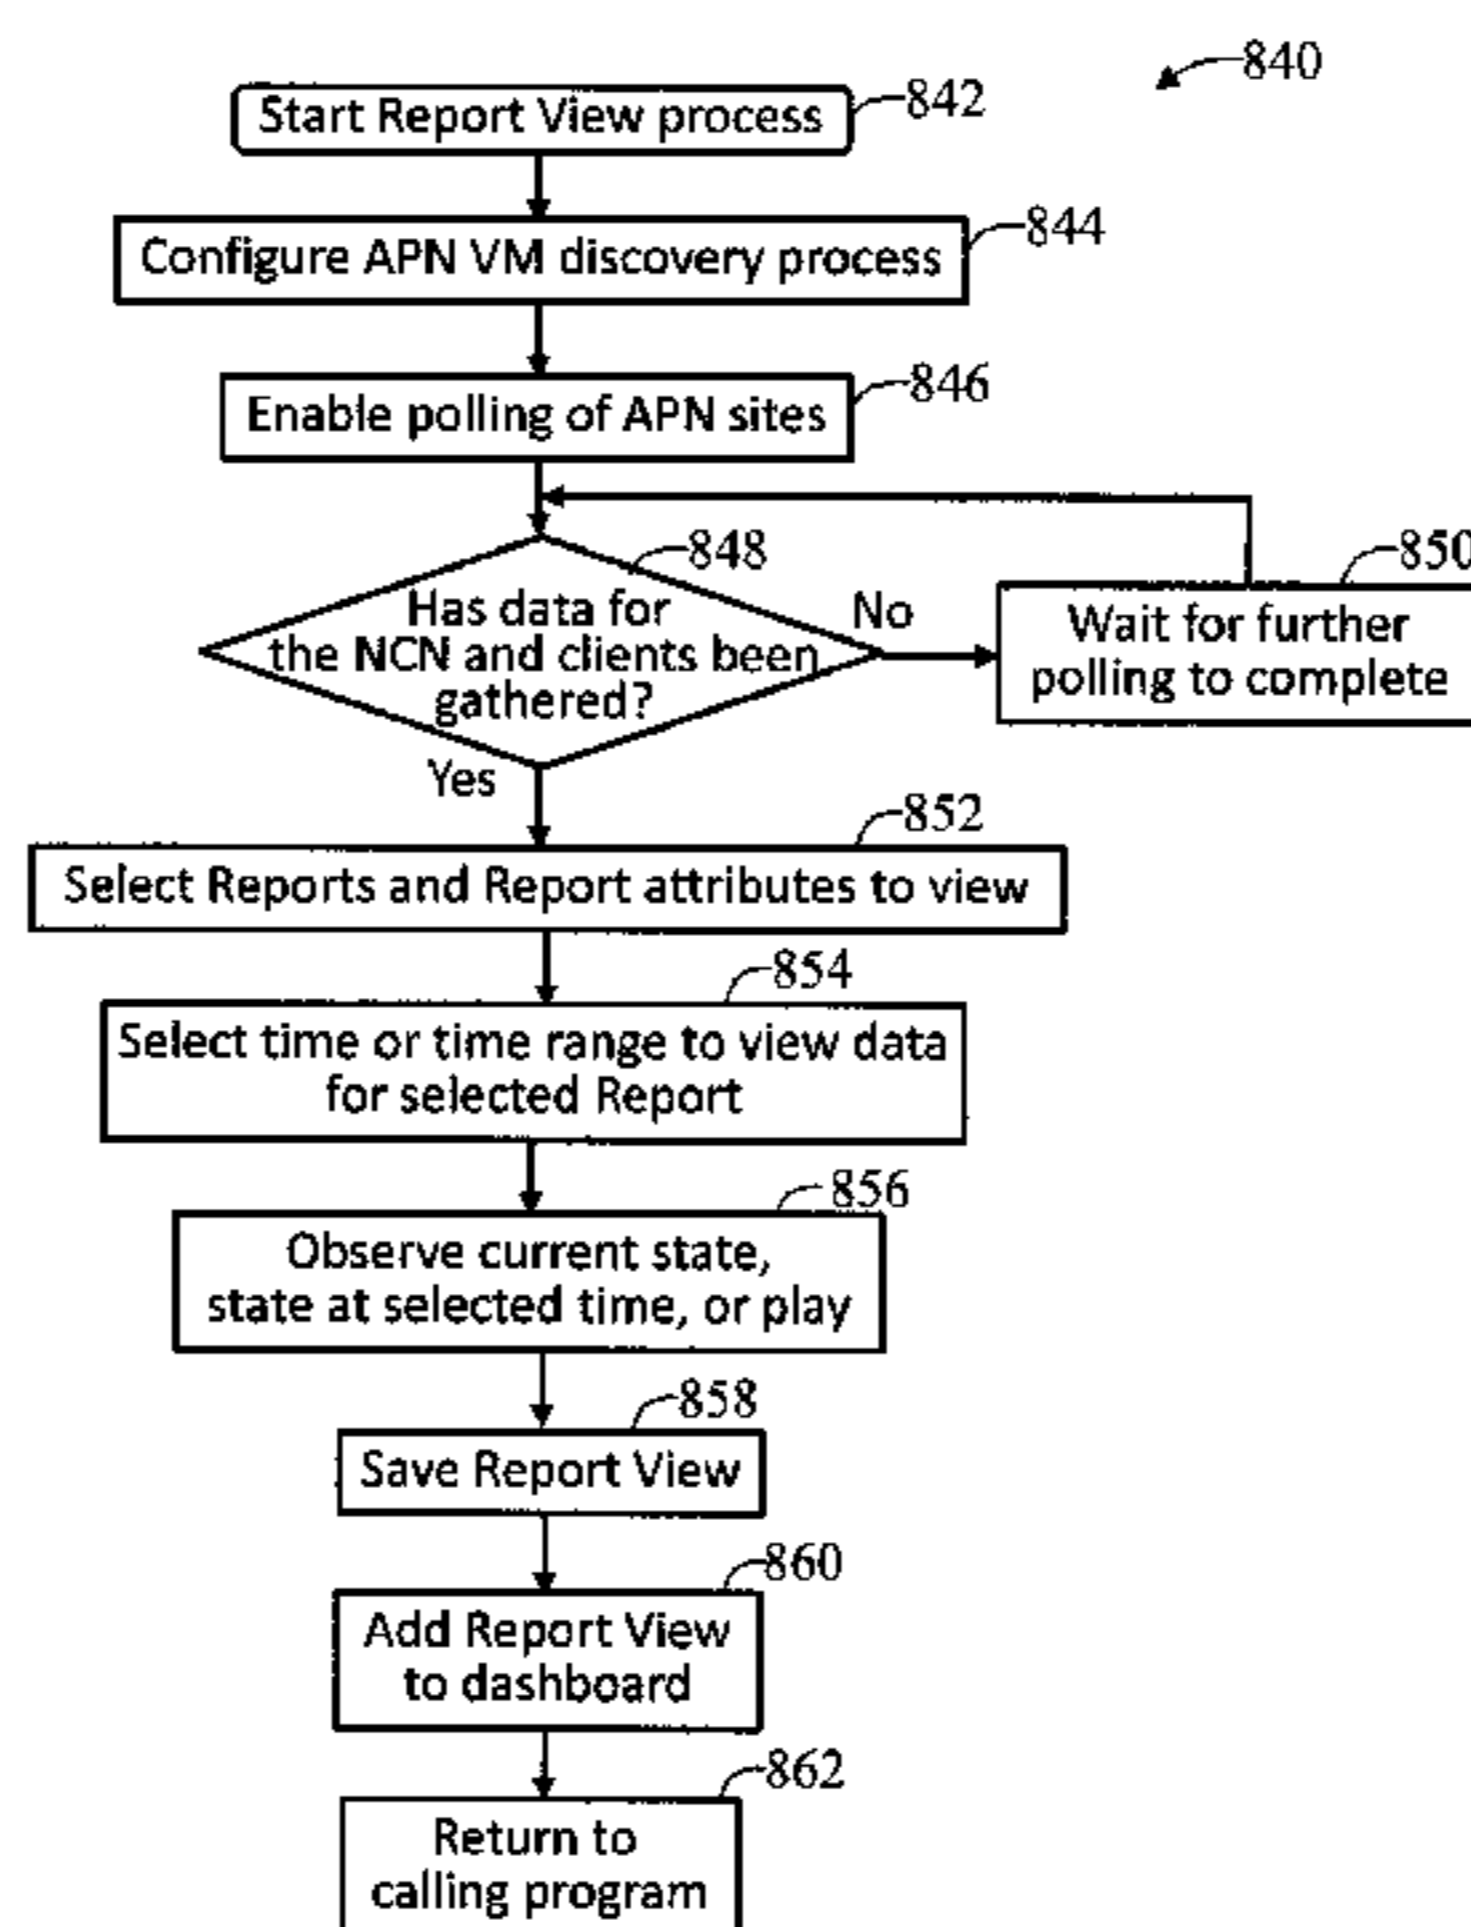 840
Start Report View process
842
Configure APN VM discovery process
844
Enable polling of APN sites
846
848
Has data for
the NCN and clients been
gathered?
No
Yes
850
Wait for further
polling to complete
852
Select Reports and Report attributes to view
854
Select time or time range to view data
for selected Report
856
Observe current state,
state at selected time, or play
858
Save Report View
860
Add Report View
to dashboard
862
Return to
calling program